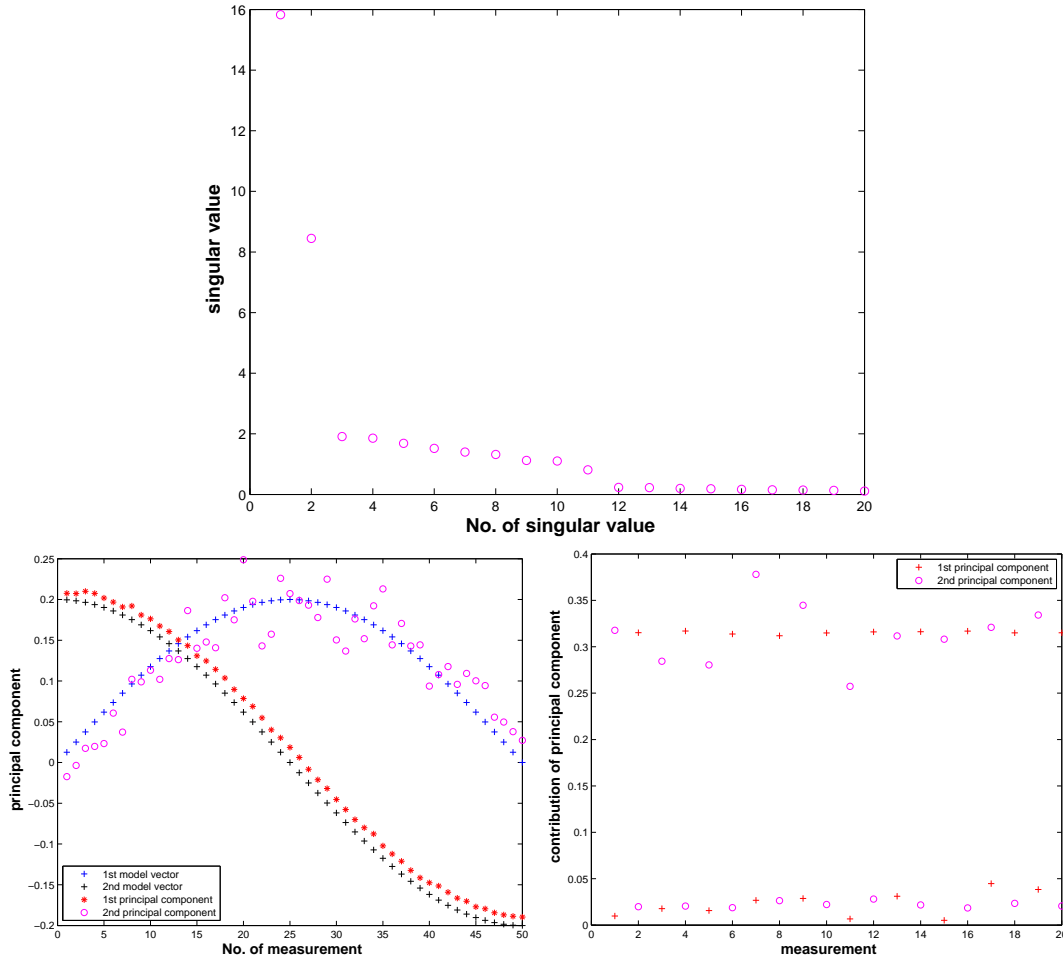 16
14
12
10
8
6
4
2
0
singular value
0 2 4 6 8 10 12 14 16 18 20
No. of singular value
0.25
0.2
0.15
0.1
0.05
0
−0.05
−0.1
−0.15
−0.2
principal component
1st model vector
2nd model vector
1st principal component
2nd principal component
0 5 10 15 20 25 30 35 40 45 50
No. of measurement
0.4
0.35
0.3
0.25
0.2
0.15
0.1
0.05
0
contribution of principal component
1st principal component
2nd principal component
0 2 4 6 8 10 12 14 16 18 20
measurement